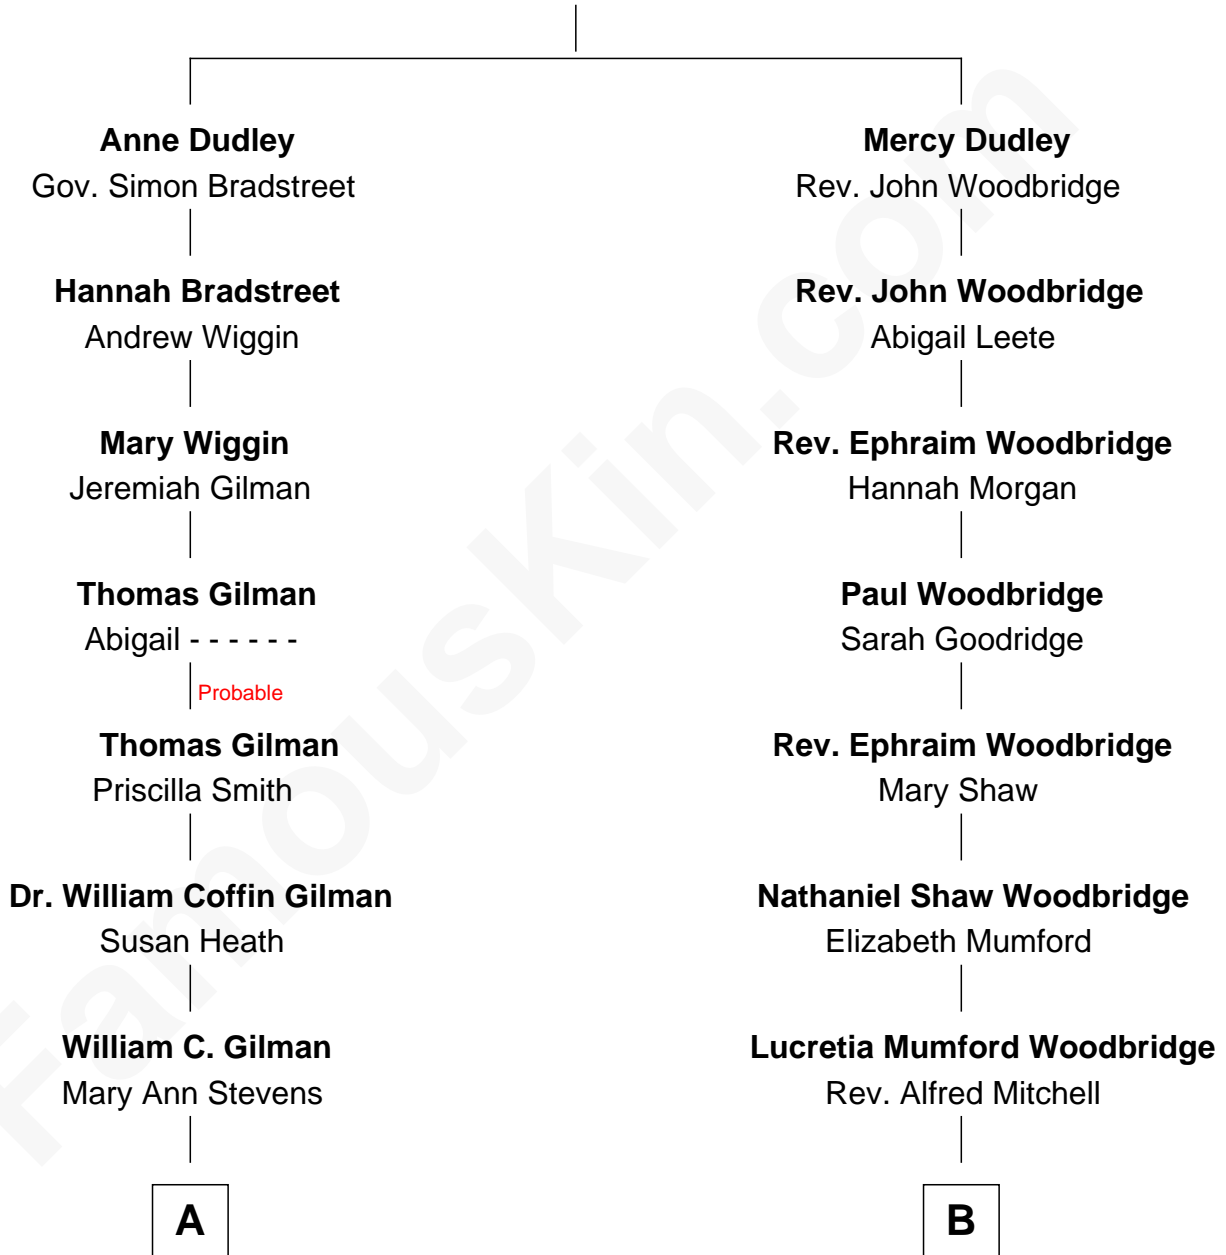 Anne Dudley
Gov. Simon Bradstreet
Mercy Dudley
Rev. John Woodbridge
Hannah Bradstreet
Andrew Wiggin
Rev. John Woodbridge
Abigail Leete
Mary Wiggin
Jeremiah Gilman
Rev. Ephraim Woodbridge
Hannah Morgan
Thomas Gilman
Abigail - - - - - -
Probable
Paul Woodbridge
Sarah Goodridge
Thomas Gilman
Priscilla Smith
Rev. Ephraim Woodbridge
Mary Shaw
Dr. William Coffin Gilman
Susan Heath
Nathaniel Shaw Woodbridge
Elizabeth Mumford
William C. Gilman
Mary Ann Stevens
Lucretia Mumford Woodbridge
Rev. Alfred Mitchell
A
B
FamousKin.com